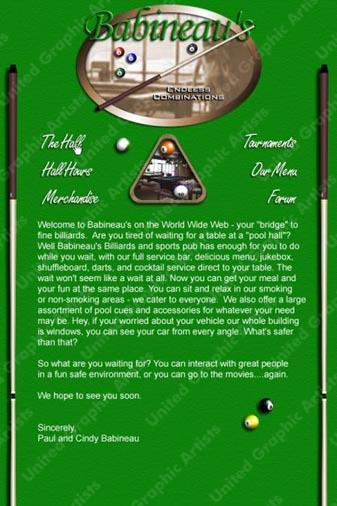 Babineau's
Endless
Combinations
The Hall
Tournaments
Hall Hours
Our Menu
Merchandise
Forum
Welcome to Babineau's on the World Wide Web - your "bridge" to
fine billiards.  Are you tired of waiting for a table at a "pool hall"?
Well Babineau's Billiards and sports pub has enough for you to do
while you wait, with our full service bar, delicious menu, jukebox,
shuffleboard, darts, and cocktail service direct to your table. The
wait won't seem like a wait at all. Now you can get your meal and
your fun at the same place. You can sit and relax in our smoking
or non-smoking areas - we cater to everyone.  We also offer a large
assortment of pool cues and accessories for whatever your need
may be. Hey, if your worried about your vehicle our whole building
is windows, you can see your car from every angle. What's safer
than that?
So what are you waiting for? You can interact with great people
in a fun safe environment, or you can go to the movies....again.
We hope to see you soon.
Sincerely,
Paul and Cindy Babineau
United Graphic Artists